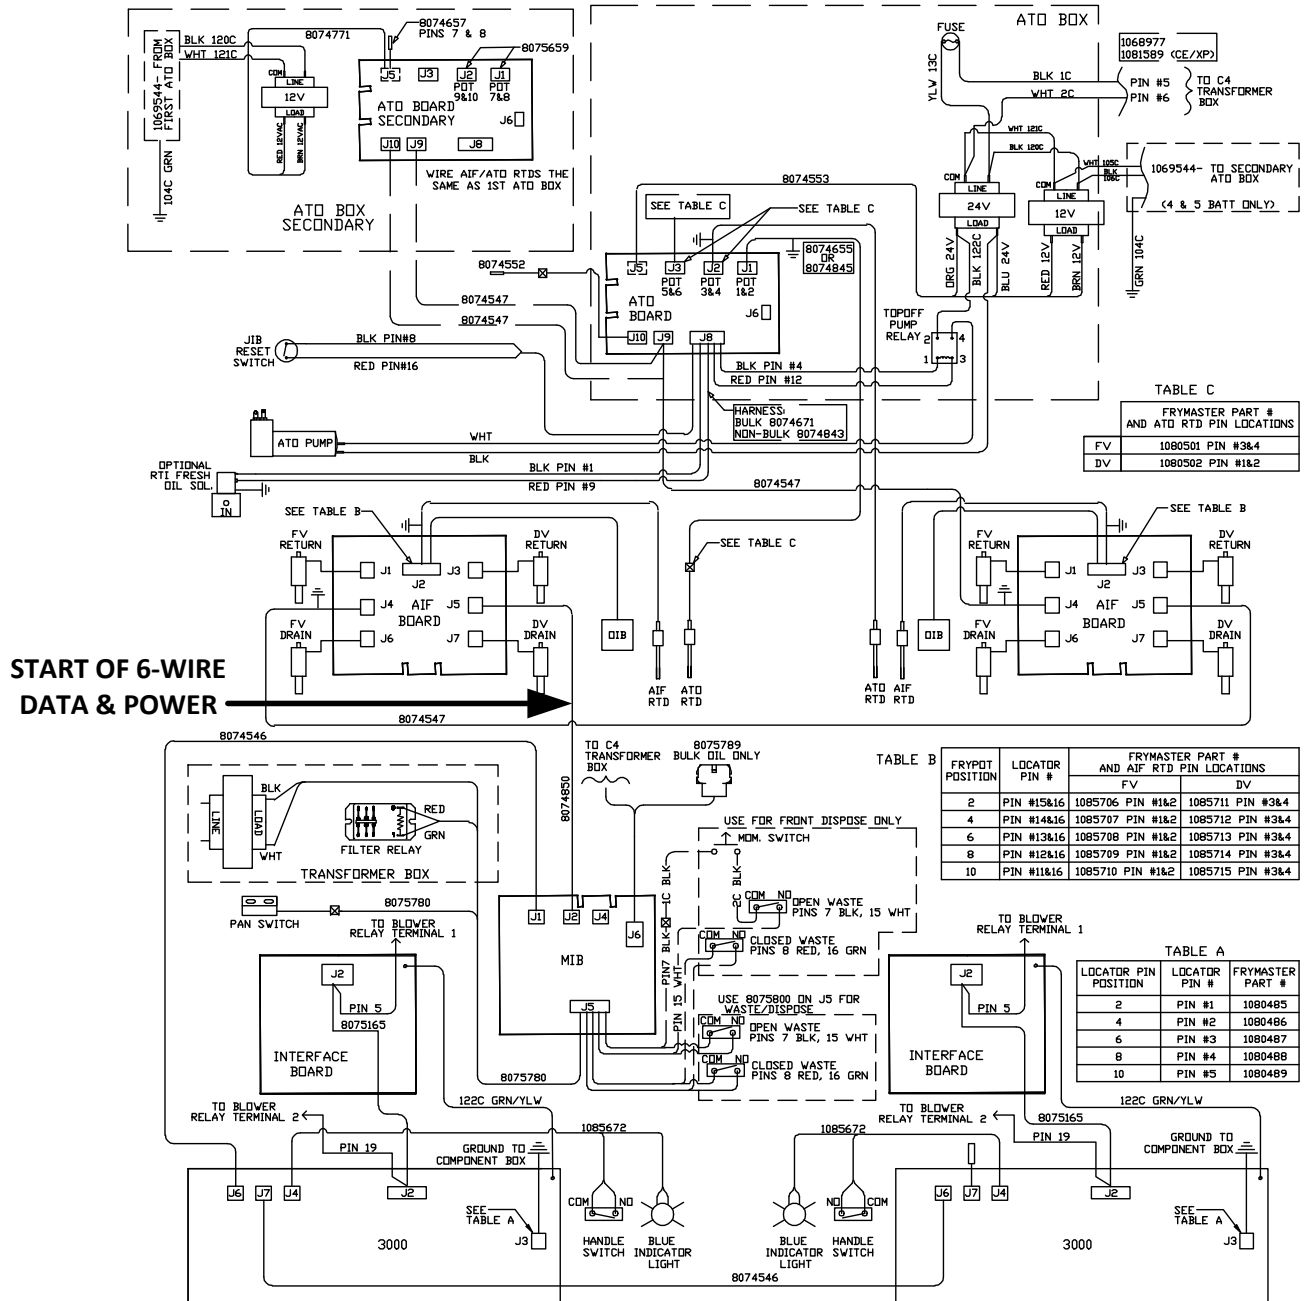 1069544- FROM
FIRST ATO BOX
BLK 120C
WHT 121C
104C GRN
COM
LINE
12V
LOAD
RED 12VAC
BRN 12VAC
8074771
8074657
PINS 7 & 8
8075659
J5
J3
J2
J1
POT
9&10
POT
7&8
ATO BOARD
SECONDARY
J6
J10
J9
J8
WIRE AIF/ATO RTDS THE
SAME AS 1ST ATO BOX
ATO BOX
SECONDARY
ATO BOX
FUSE
YLW 13C
BLK 1C
WHT 2C
1068977
1081589 (CE/XP)
PIN #5
PIN #6
TO C4
TRANSFORMER
BOX
WHT 121C
BLK 120C
WHT 105C
BLK
106C
1069544- TO SECONDARY
ATO BOX
(4 & 5 BATT ONLY)
GRN 104C
COM
LINE
24V
LOAD
COM
LINE
12V
LOAD
ORG 24V
BLK 122C
BLU 24V
RED 12V
BRN 12V
8074553
SEE TABLE C
SEE TABLE C
8074655
OR
8074845
8074552
J5
J3
J2
J1
POT
5&6
POT
3&4
POT
1&2
ATO
BOARD
J6
J10
J9
J8
8074547
8074547
JIB
RESET
SWITCH
BLK PIN#8
RED PIN#16
TOPOFF
PUMP
RELAY
2
4
1
3
BLK PIN #4
RED PIN #12
HARNESS:
BULK 8074671
NON-BULK 8074843
ATO PUMP
WHT
BLK
OPTIONAL
RTI FRESH
OIL SOL.
IN
BLK PIN #1
RED PIN #9
8074547
TABLE C
FRYMASTER PART #
AND ATO RTD PIN LOCATIONS
FV 1080501 PIN #3&4
DV 1080502 PIN #1&2
SEE TABLE B
FV
RETURN
DV
RETURN
J1
J2
J3
J4
AIF
BOARD
J5
J6
J7
FV
DRAIN
DV
DRAIN
OIB
AIF
RTD
ATO
RTD
SEE TABLE C
ATO
RTD
AIF
RTD
OIB
SEE TABLE B
FV
RETURN
DV
RETURN
J1
J2
J3
J4
AIF
BOARD
J5
J6
J7
FV
DRAIN
DV
DRAIN
START OF 6-WIRE
DATA & POWER
8074547
8074546
8074850
TO C4
TRANSFORMER
BOX
8075789
BULK OIL ONLY
TABLE B
FRYPOT
POSITION
LOCATOR
PIN #
FRYMASTER PART #
AND AIF RTD PIN LOCATIONS
FV DV
2 PIN #15&16 1085706 PIN #1&2 1085711 PIN #3&4
4 PIN #14&16 1085707 PIN #1&2 1085712 PIN #3&4
6 PIN #13&16 1085708 PIN #1&2 1085713 PIN #3&4
8 PIN #12&16 1085709 PIN #1&2 1085714 PIN #3&4
10 PIN #11&16 1085710 PIN #1&2 1085715 PIN #3&4
LINE
LOAD
BLK
WHT
RED
GRN
FILTER RELAY
TRANSFORMER BOX
PAN SWITCH
8075780
USE FOR FRONT DISPOSE ONLY
MOM. SWITCH
1C BLK
2C BLK
COM NO
OPEN WASTE
PINS 7 BLK, 15 WHT
COM NO
CLOSED WASTE
PINS 8 RED, 16 GRN
PIN7 BLK
PIN 15 WHT
J1
J2
J4
J6
MIB
J5
USE 8075800 ON J5 FOR
WASTE/DISPOSE
COM NO
OPEN WASTE
PINS 7 BLK, 15 WHT
COM NO
CLOSED WASTE
PINS 8 RED, 16 GRN
TO BLOWER
RELAY TERMINAL 1
J2
PIN 5
8075165
INTERFACE
BOARD
8075780
TO BLOWER
RELAY TERMINAL 1
J2
PIN 5
INTERFACE
BOARD
TABLE A
LOCATOR PIN
POSITION
LOCATOR
PIN #
FRYMASTER
PART #
2 PIN #1 1080485
4 PIN #2 1080486
6 PIN #3 1080487
8 PIN #4 1080488
10 PIN #5 1080489
TO BLOWER
RELAY TERMINAL 2
122C GRN/YLW
PIN 19
GROUND TO
COMPONENT BOX
1085672
1085672
TO BLOWER
RELAY TERMINAL 2
8075165
122C GRN/YLW
PIN 19
GROUND TO
COMPONENT BOX
J6
J7
J4
J2
SEE
TABLE A
J3
3000
COM NO
HANDLE
SWITCH
BLUE
INDICATOR
LIGHT
BLUE
INDICATOR
LIGHT
NO COM
HANDLE
SWITCH
J6
J7
J4
J2
SEE
TABLE A
J3
3000
8074546